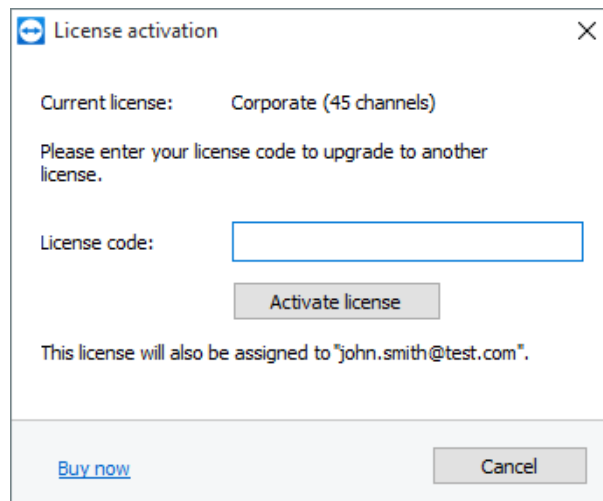 License activation
Current license: Corporate (45 channels)
Please enter your license code to upgrade to another
license.
License code:
Activate license
This license will also be assigned to "john.smith@test.com".
Buy now Cancel